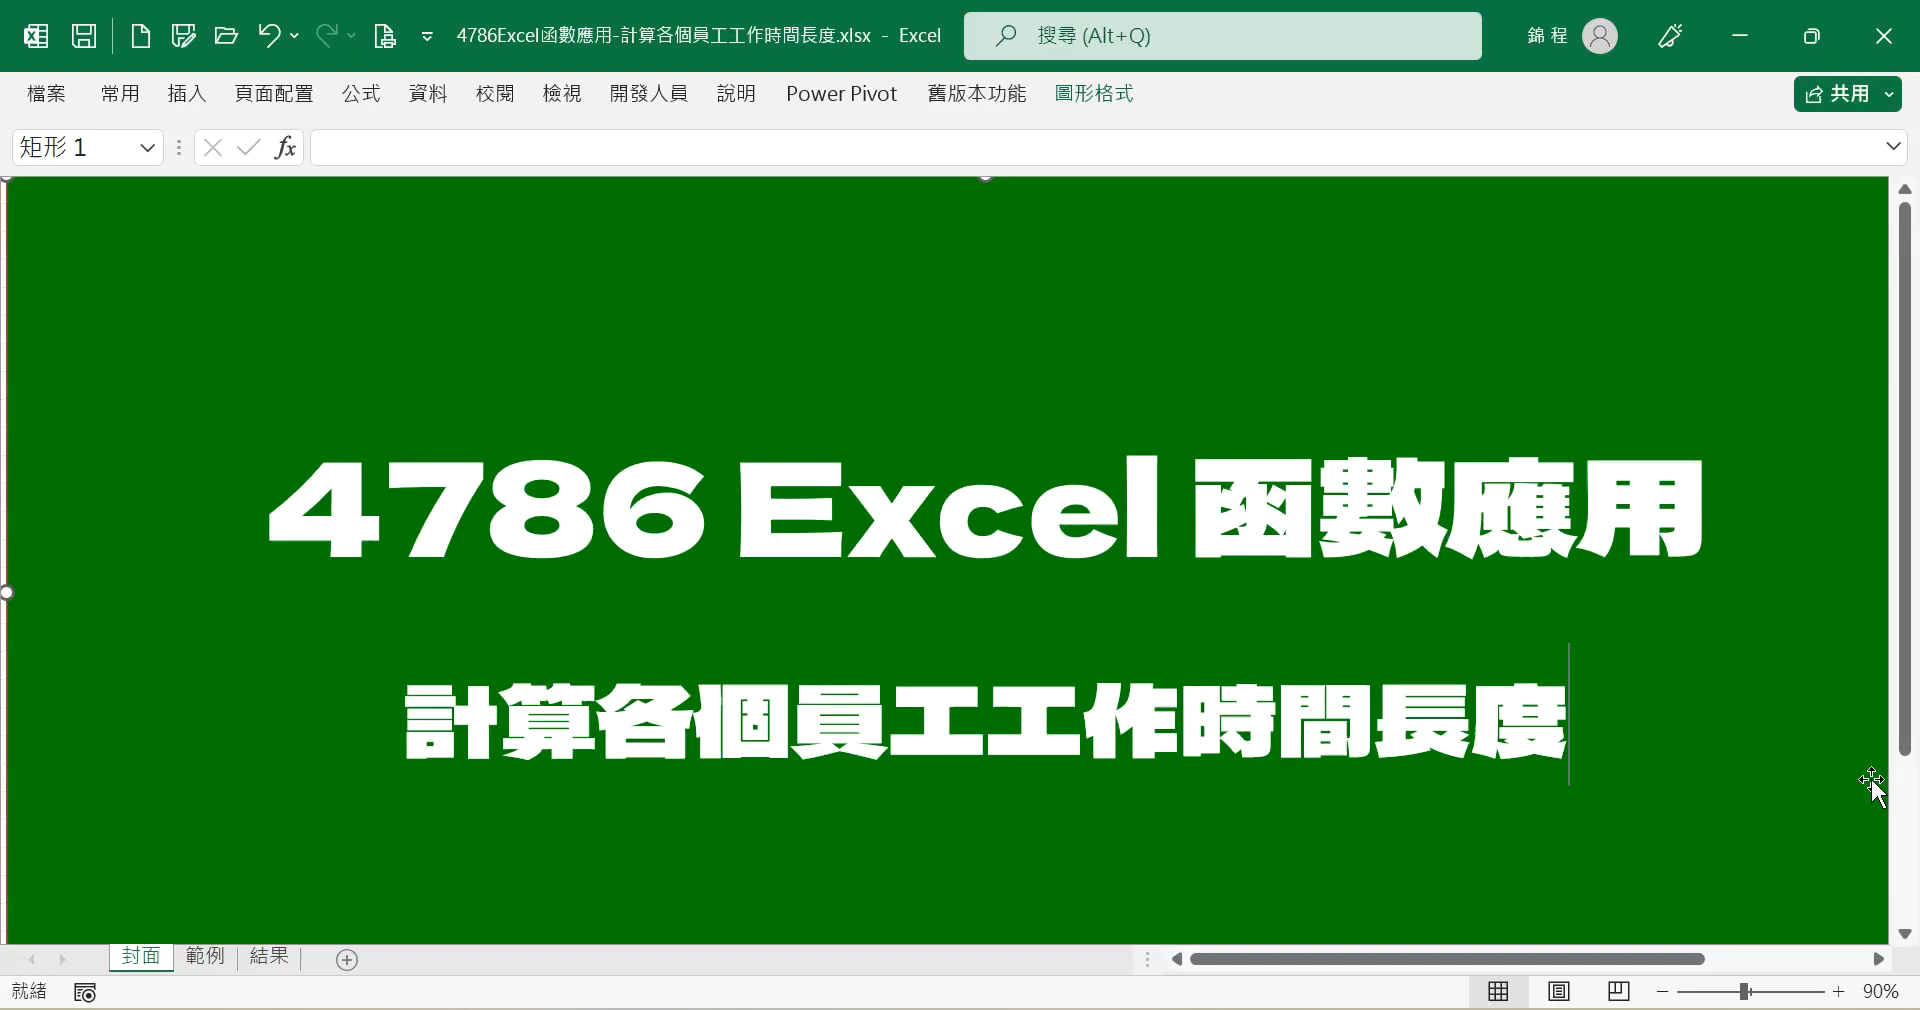 4786Excel函數應用-計算各個員工工作時間長度.xlsx - Excel
搜尋 (Alt+Q)
錦 程
檔案 常用 插入 頁面配置 公式 資料 校閱 檢視 開發人員 說明 Power Pivot 舊版本功能 圖形格式
共用
矩形 1
fx
4786 Excel 函數應用
計算各個員工工作時間長度
封面 範例 結果
就緒
90%